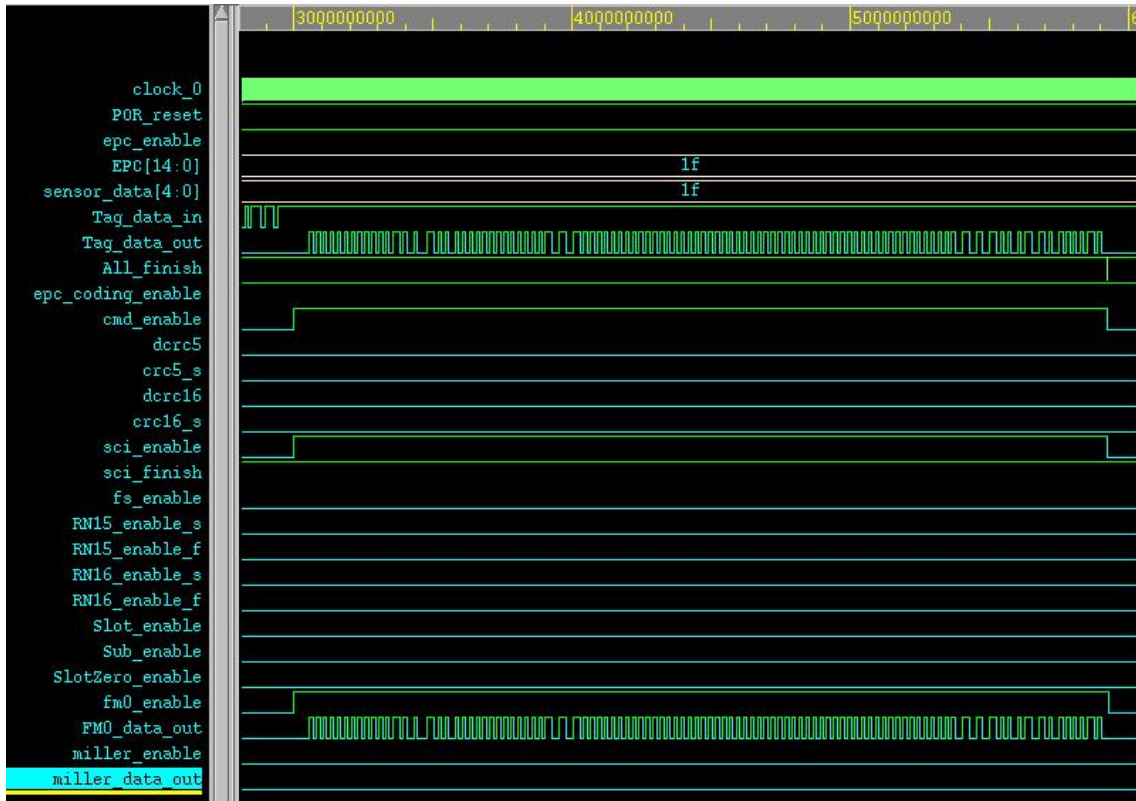 3000000000 4000000000 5000000000 6
clock_0
POR_reset
epc_enable
EPC[14:0] 1f
sensor_data[4:0] 1f
Tag_data_in
Tag_data_out
All_finish
epc_coding_enable
cmd_enable
dcrc5
crc5_s
dcrc16
crc16_s
sci_enable
sci_finish
fs_enable
RN15_enable_s
RN15_enable_f
RN16_enable_s
RN16_enable_f
Slot_enable
Sub_enable
SlotZero_enable
fm0_enable
FM0_data_out
miller_enable
miller_data_out